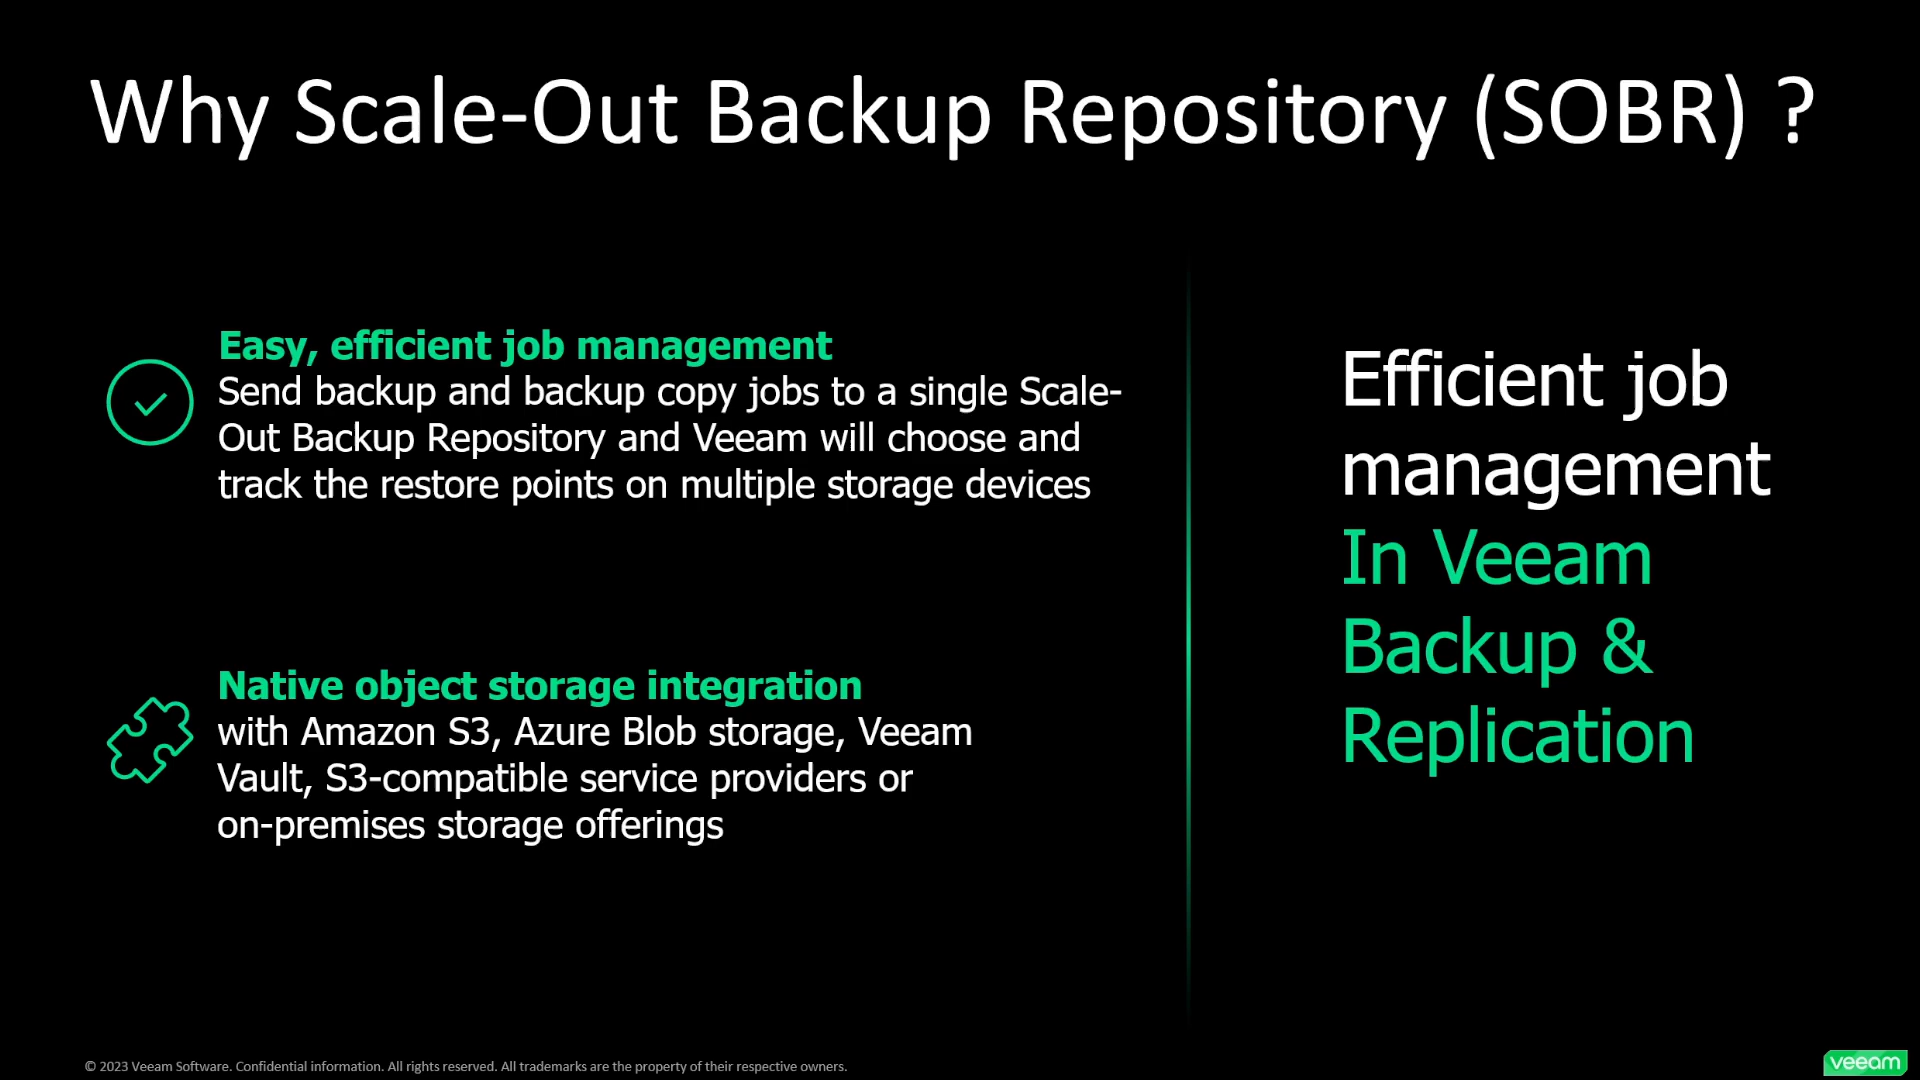 Why Scale-Out Backup Repository (SOBR) ?
Easy, efficient job management
Send backup and backup copy jobs to a single Scale-
Out Backup Repository and Veeam will choose and
track the restore points on multiple storage devices
Native object storage integration
with Amazon S3, Azure Blob storage, Veeam
Vault, S3-compatible service providers or
on-premises storage offerings
Efficient job
management
In Veeam
Backup &
Replication
© 2023 Veeam Software. Confidential information. All rights reserved. All trademarks are the property of their respective owners.
veeam